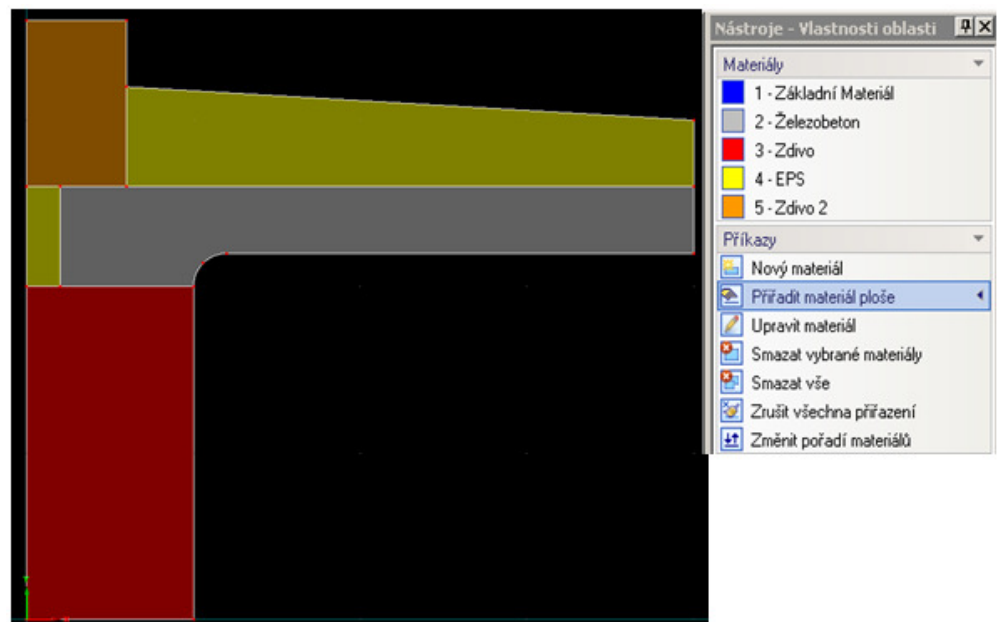 Nástroje - Vlastnosti oblasti
Materiály
1 - Základní Materiál
2 - Železobeton
3 - Zdivo
4 - EPS
5 - Zdivo 2
Příkazy
Nový materiál
Přiřadit materiál ploše
Upravit materiál
Smazat vybrané materiály
Smazat vše
Zrušit všechna přiřazení
Změnit pořadí materiálů